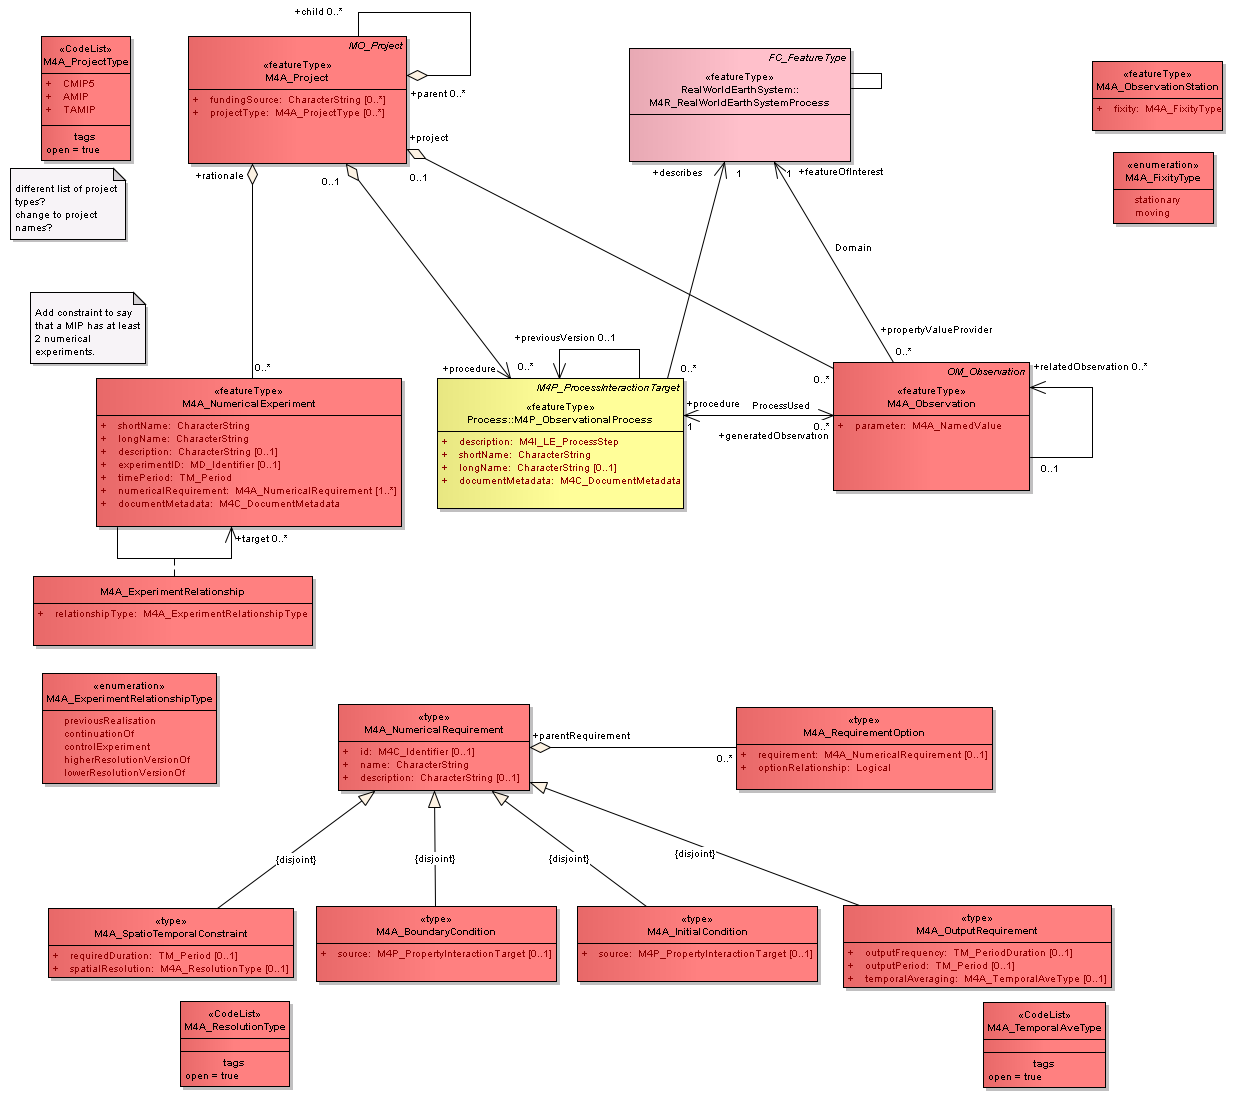 +child 0..*
«CodeList»
M4A_ProjectType
+ CMIP5
+ AMIP
+ TAMIP
tags
open = true
MO_Project
«featureType»
M4A_Project
+ fundingSource: CharacterString [0..*]
+ projectType: M4A_ProjectType [0..*]
+parent 0..*
+project
0..1
+rationale
0..1
FC_FeatureType
«featureType»
RealWorldEarthSystem::
M4R_RealWorldEarthSystemProcess
+describes
1
1
+featureOfInterest
Domain
«featureType»
M4A_ObservationStation
+ fixity: M4A_FixityType
«enumeration»
M4A_FixityType
stationary
moving
different list of project
types?
change to project
names?
Add constraint to say
that a MIP has at least
2 numerical
experiments.
0..*
+previousVersion 0..1
+procedure
0..*
0..*
+propertyValueProvider
0..*
0..*
+relatedObservation 0..*
0..1
«featureType»
M4A_NumericalExperiment
+ shortName: CharacterString
+ longName: CharacterString
+ description: CharacterString [0..1]
+ experimentID: MD_Identifier [0..1]
+ timePeriod: TM_Period
+ numericalRequirement: M4A_NumericalRequirement [1..*]
+ documentMetadata: M4C_DocumentMetadata
M4P_ProcessInteractionTarget
«featureType»
Process::M4P_ObservationalProcess
+ description: M4I_LE_ProcessStep
+ shortName: CharacterString
+ longName: CharacterString [0..1]
+ documentMetadata: M4C_DocumentMetadata
+procedure
1
ProcessUsed
0..*
+generatedObservation
OM_Observation
«featureType»
M4A_Observation
+ parameter: M4A_NamedValue
+target 0..*
M4A_ExperimentRelationship
+ relationshipType: M4A_ExperimentRelationshipType
«enumeration»
M4A_ExperimentRelationshipType
previousRealisation
continuationOf
controlExperiment
higherResolutionVersionOf
lowerResolutionVersionOf
«type»
M4A_NumericalRequirement
+ id: M4C_Identifier [0..1]
+ name: CharacterString
+ description: CharacterString [0..1]
+parentRequirement
0..*
«type»
M4A_RequirementOption
+ requirement: M4A_NumericalRequirement [0..1]
+ optionRelationship: Logical
{disjoint}
{disjoint}
{disjoint}
{disjoint}
«type»
M4A_SpatioTemporalConstraint
+ requiredDuration: TM_Period [0..1]
+ spatialResolution: M4A_ResolutionType [0..1]
«type»
M4A_BoundaryCondition
+ source: M4P_PropertyInteractionTarget [0..1]
«type»
M4A_InitialCondition
+ source: M4P_PropertyInteractionTarget [0..1]
«type»
M4A_OutputRequirement
+ outputFrequency: TM_PeriodDuration [0..1]
+ outputPeriod: TM_Period [0..1]
+ temporalAveraging: M4A_TemporalAveType [0..1]
«CodeList»
M4A_ResolutionType
tags
open = true
«CodeList»
M4A_TemporalAveType
tags
open = true